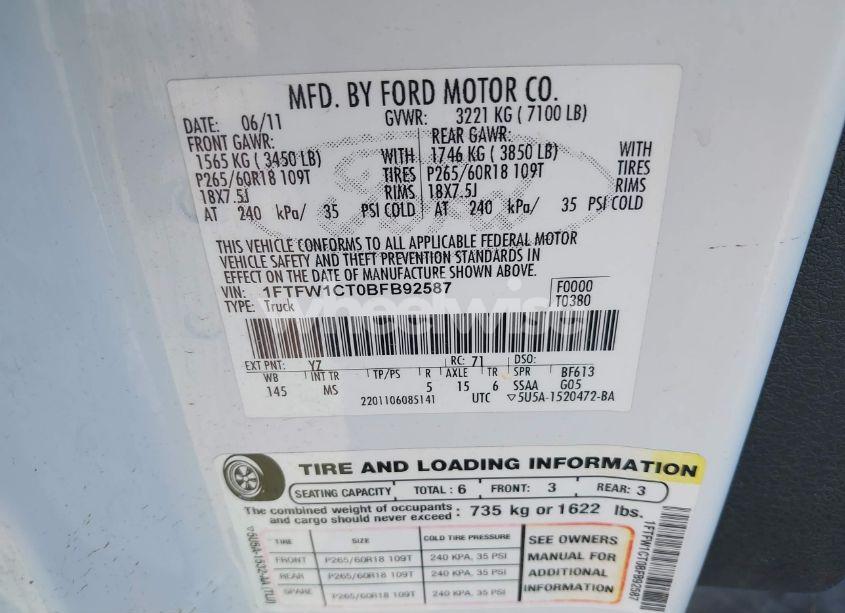 MFD. BY FORD MOTOR CO.
DATE: 06/11 GVWR: 3221 KG ( 7100 LB)
FRONT GAWR: REAR GAWR:
1565 KG ( 3450 LB) WITH 1746 KG ( 3850 LB) WITH
P265/60R18 109T TIRES P265/60R18 109T TIRES
18X7.5J RIMS 18X7.5J RIMS
AT 240 kPa/ 35 PSI COLD AT 240 kPa/ 35 PSI COLD
THIS VEHICLE CONFORMS TO ALL APPLICABLE FEDERAL MOTOR
VEHICLE SAFETY AND THEFT PREVENTION STANDARDS IN
EFFECT ON THE DATE OF MANUFACTURE SHOWN ABOVE.
VIN: 1FTFW1CT0BFB92587 F0000
TYPE: Truck T0380
wheelwise
EXT PNT: YZ RC: 71 DSO:
WB INT TR TP/PS R AXLE TR SPR BF613
145 MS 5 15 6 SSAA G05
2201106085141 UTC ▽5U5A-1520472-BA
TIRE AND LOADING INFORMATION
SEATING CAPACITY TOTAL : 6 FRONT: 3 REAR: 3
The combined weight of occupants and cargo should never exceed : 735 kg or 1622 lbs.
TIRE SIZE COLD TIRE PRESSURE
FRONT P265/60R18 109T 240 KPA, 35 PSI
REAR P265/60R18 109T 240 KPA, 35 PSI
SPARE P265/60R18 109T 240 KPA, 35 PSI
SEE OWNERS
MANUAL FOR
ADDITIONAL
INFORMATION
1FTFW1CT0BFB92587